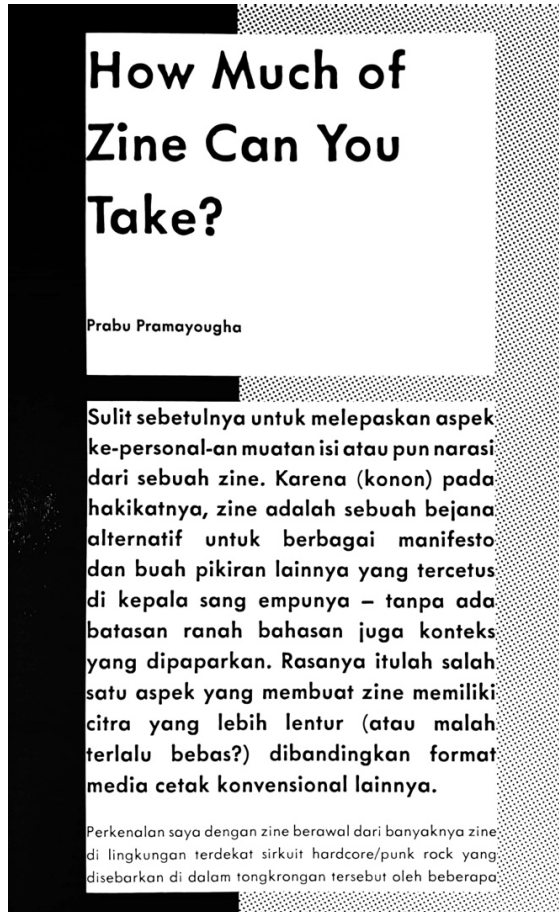 How Much of
Zine Can You
Take?
Prabu Pramayougha
Sulit sebetulnya untuk melepaskan aspek
ke-personal-an muatan isi atau pun narasi
dari sebuah zine. Karena (konon) pada
hakikatnya, zine adalah sebuah bejana
alternatif untuk berbagai manifesto
dan buah pikiran lainnya yang tercetus
di kepala sang empunya – tanpa ada
batasan ranah bahasan juga konteks
yang dipaparkan. Rasanya itulah salah
satu aspek yang membuat zine memiliki
citra yang lebih lentur (atau malah
terlalu bebas?) dibandingkan format
media cetak konvensional lainnya.
Perkenalan saya dengan zine berawal dari banyaknya zine
di lingkungan terdekat sirkuit hardcore/punk rock yang
disebarkan di dalam tongkrongan tersebut oleh beberapa